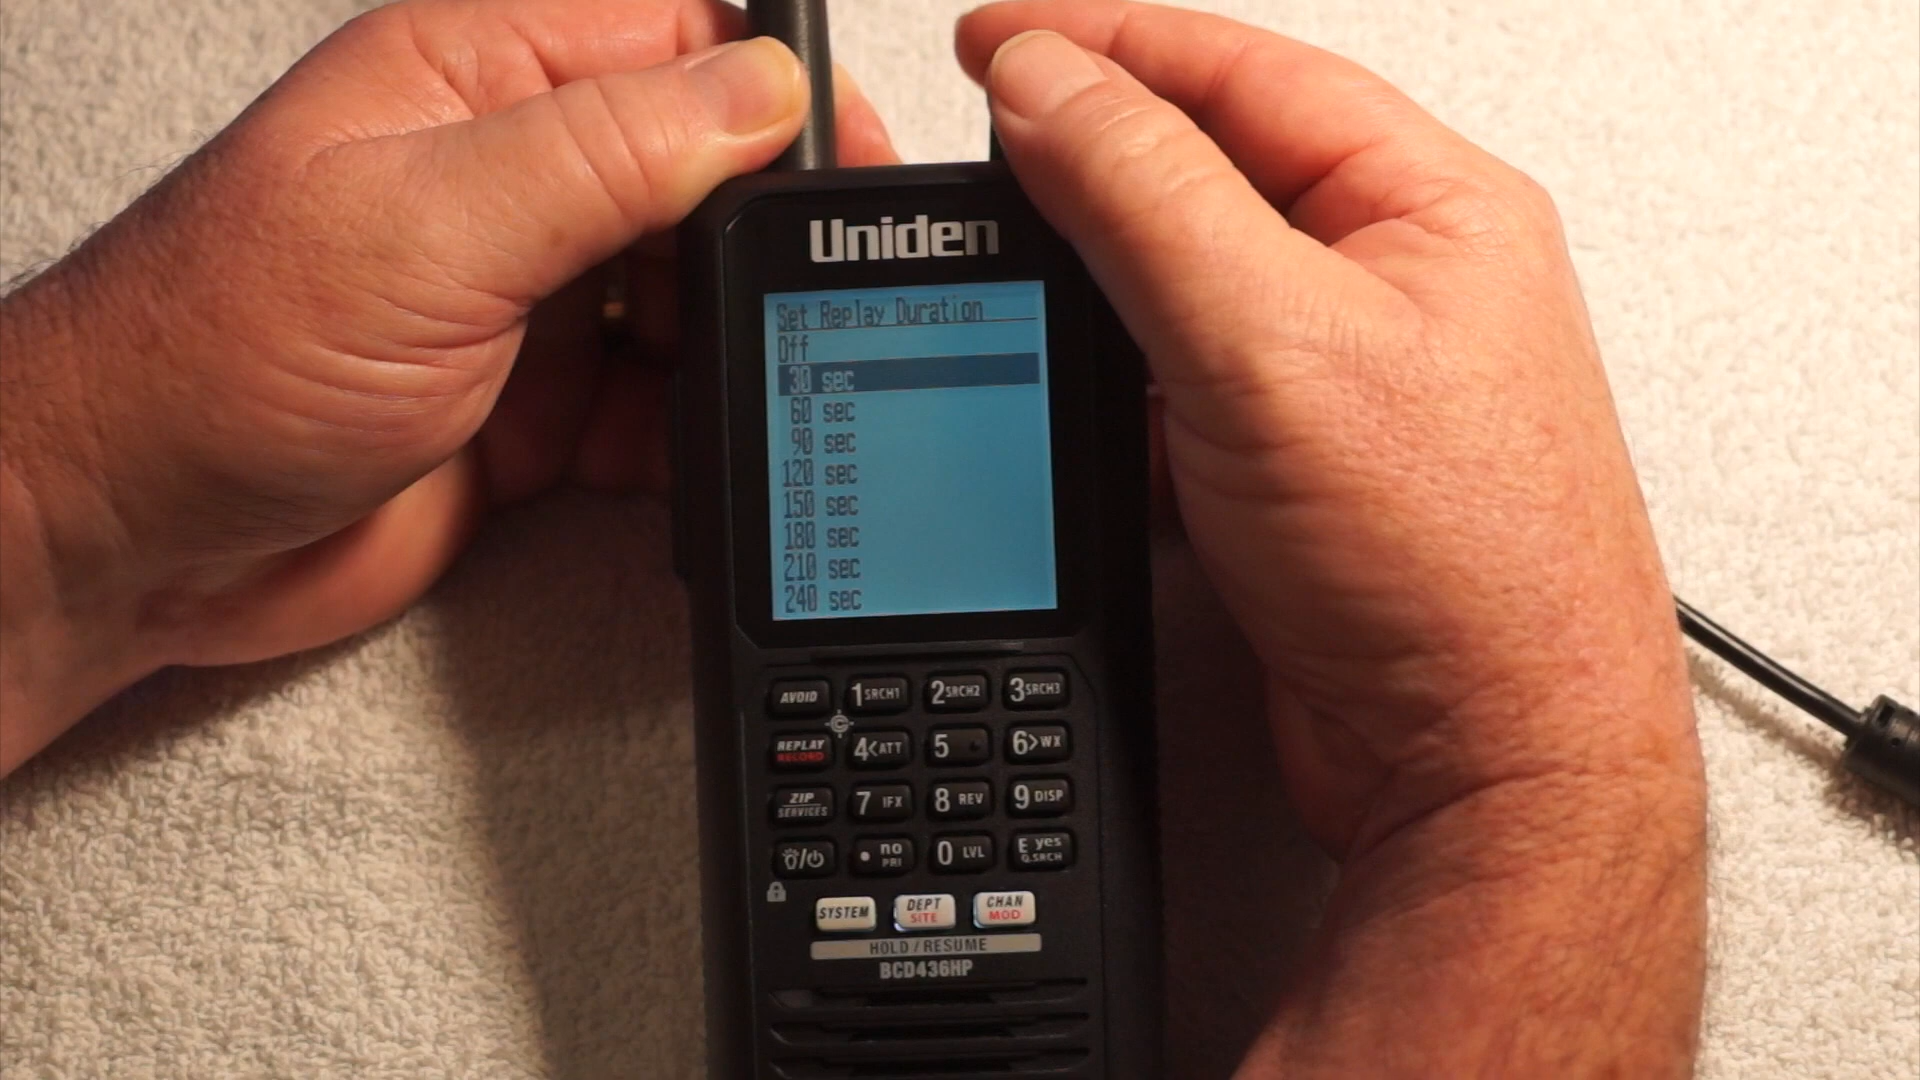 Uniden
Set Replay Duration
Off
30 sec
60 sec
90 sec
120 sec
150 sec
180 sec
210 sec
240 sec
AVOID 1 SRCH1 2 SRCH2 3 SRCH3
REPLAY 4<ATT 5 6>WX
RECORD
ZIP 7 IFX 8 REV 9 DISP
SERVICES
. no 0 LVL E yes
PRI Q.SRCH
SYSTEM DEPT CHAN
SITE MOD
HOLD / RESUME
BCD436HP